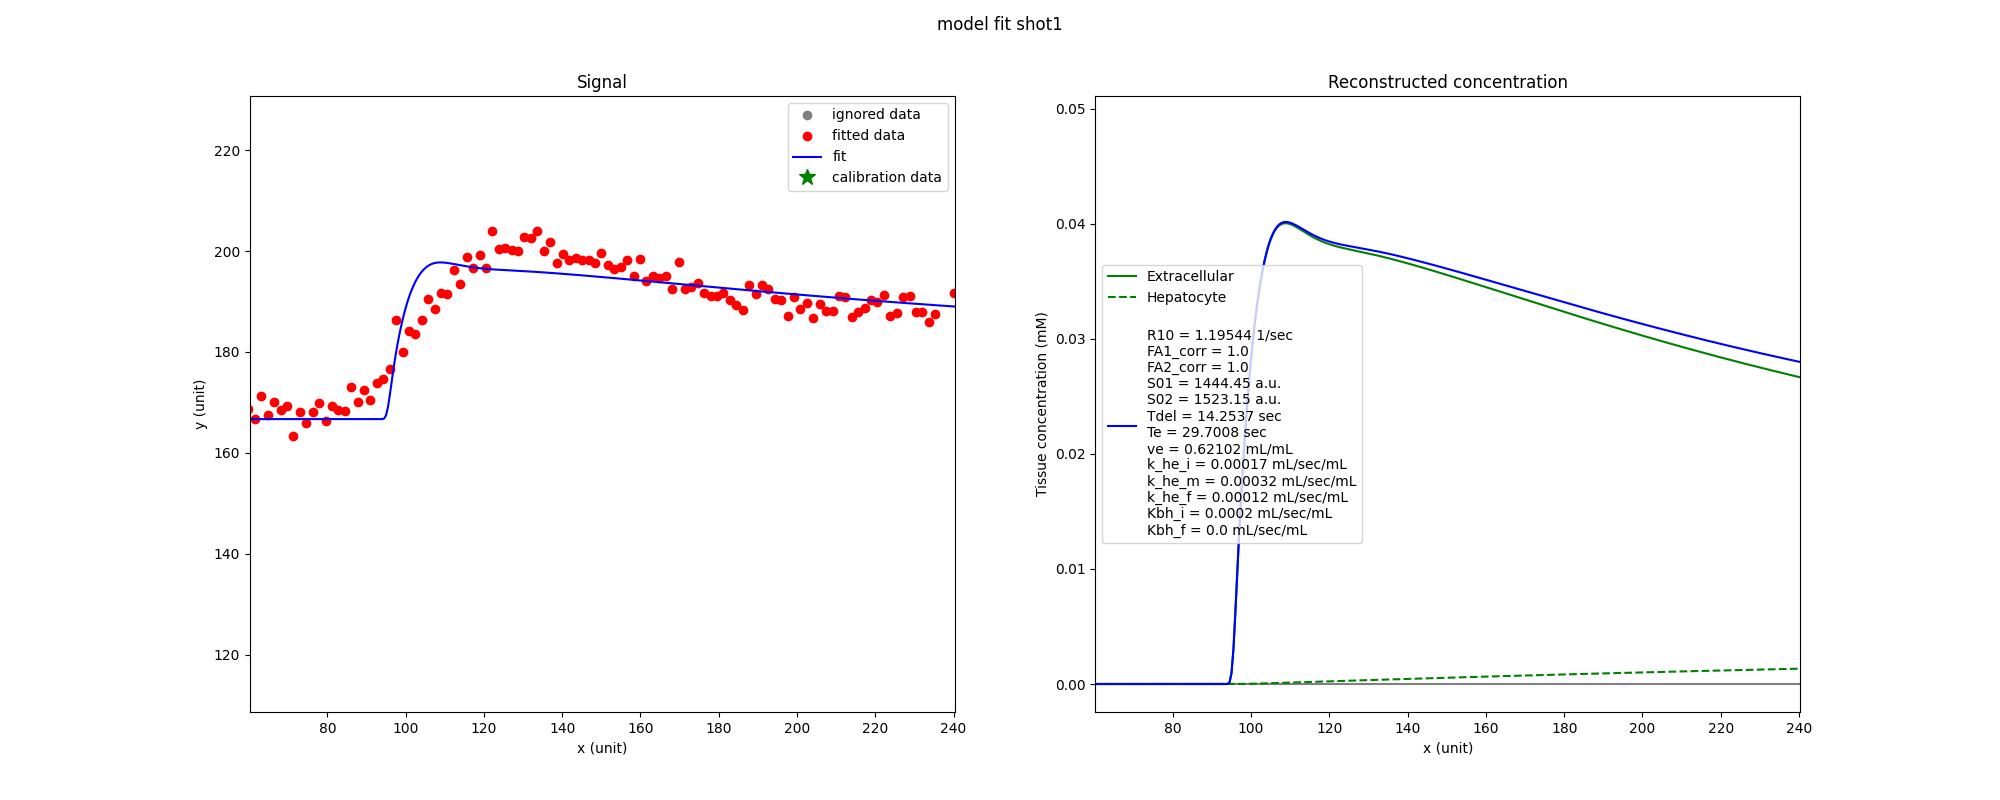 model fit shot1
Signal
y (unit)
220
200
180
160
140
120
80 100 120 140 160 180 200 220 240
x (unit)
ignored data
fitted data
fit
calibration data
Reconstructed concentration
Tissue concentration (mM)
0.05
0.04
0.03
0.02
0.01
0.00
80 100 120 140 160 180 200 220 240
x (unit)
Extracellular
Hepatocyte
R10 = 1.19544 1/sec
FA1_corr = 1.0
FA2_corr = 1.0
S01 = 1444.45 a.u.
S02 = 1523.15 a.u.
Tdel = 14.2537 sec
Te = 29.7008 sec
ve = 0.62102 mL/mL
k_he_i = 0.00017 mL/sec/mL
k_he_m = 0.00032 mL/sec/mL
k_he_f = 0.00012 mL/sec/mL
Kbh_i = 0.0002 mL/sec/mL
Kbh_f = 0.0 mL/sec/mL